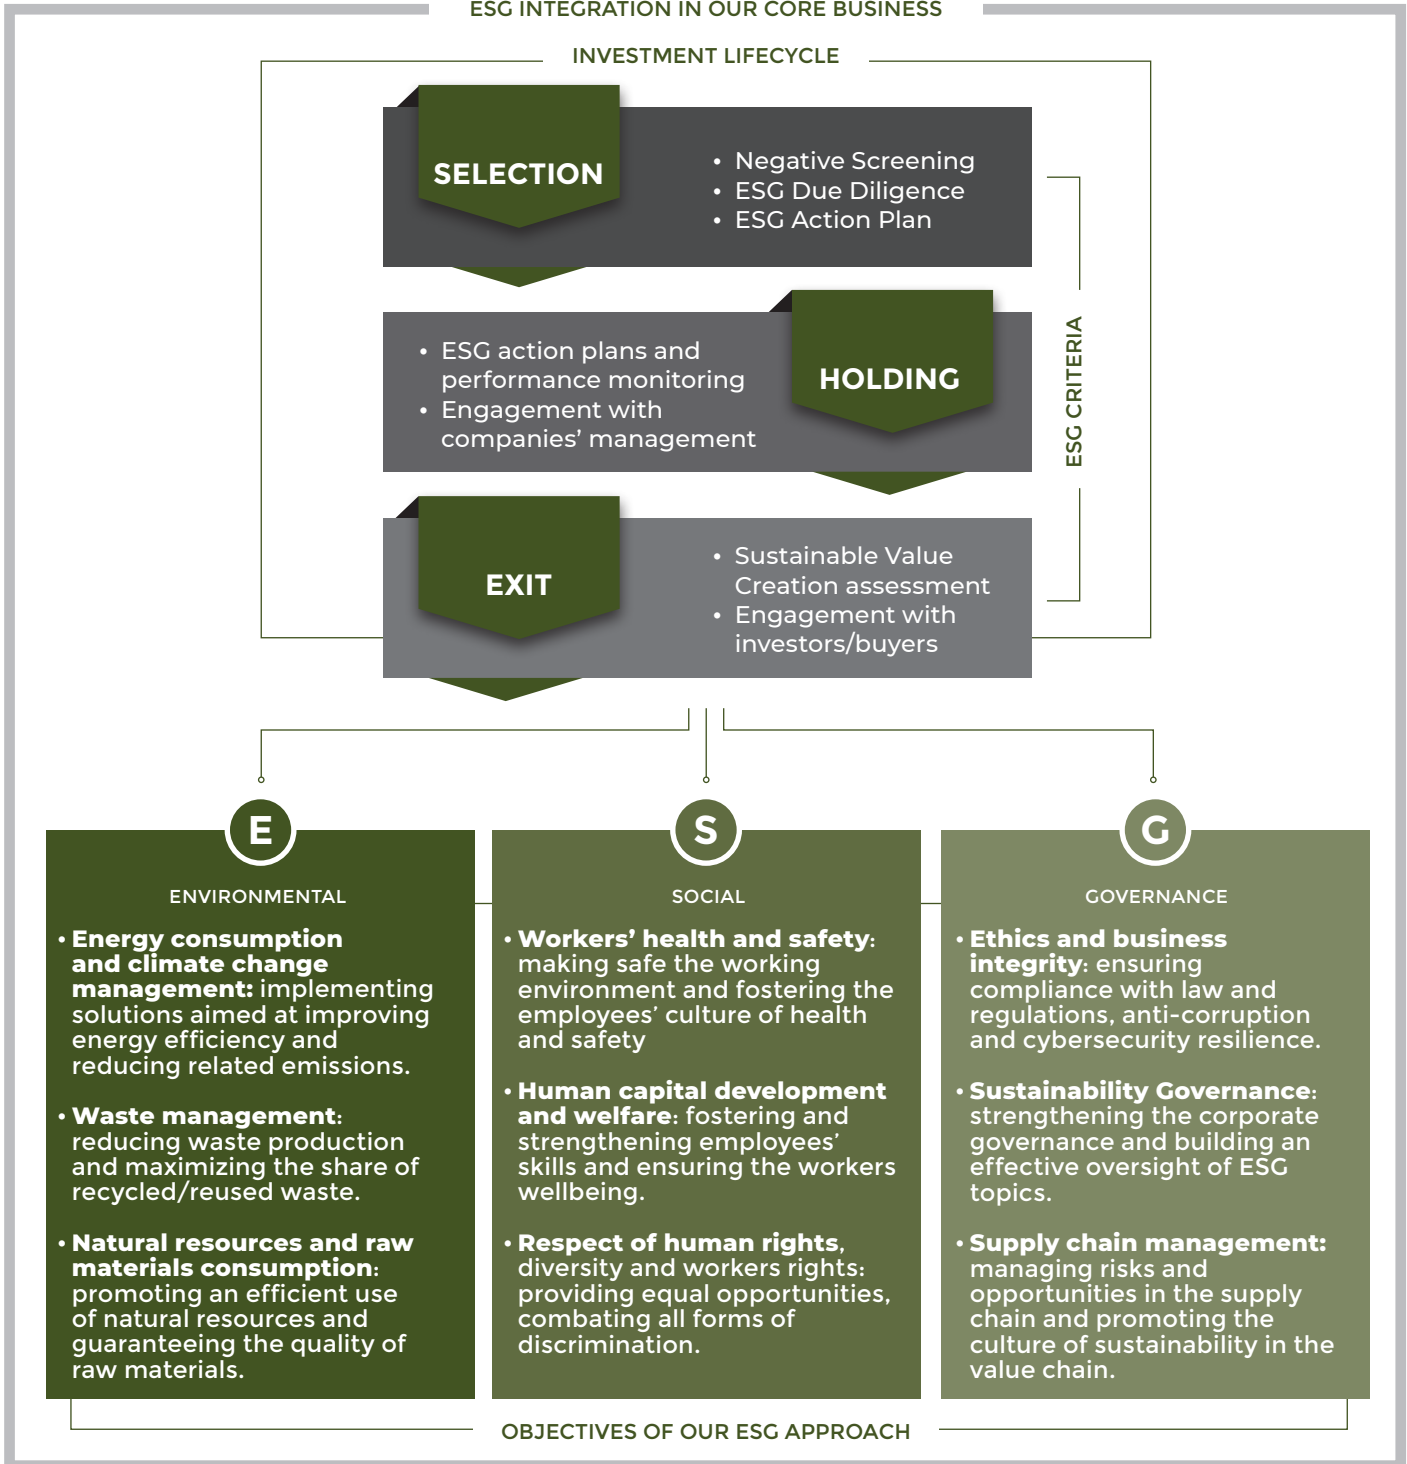 ESG INTEGRATION IN OUR CORE BUSINESS
INVESTMENT LIFECYCLE
SELECTION
• Negative Screening
• ESG Due Diligence
• ESG Action Plan
• ESG action plans and
performance monitoring
• Engagement with
companies’ management
HOLDING
ESG CRITERIA
EXIT
• Sustainable Value
Creation assessment
• Engagement with
investors/buyers
E
ENVIRONMENTAL
• Energy consumption
and climate change
management: implementing
solutions aimed at improving
energy efficiency and
reducing related emissions.
• Waste management:
reducing waste production
and maximizing the share of
recycled/reused waste.
• Natural resources and raw
materials consumption:
promoting an efficient use
of natural resources and
guaranteeing the quality of
raw materials.
S
SOCIAL
• Workers’ health and safety:
making safe the working
environment and fostering the
employees’ culture of health
and safety
• Human capital development
and welfare: fostering and
strengthening employees’
skills and ensuring the workers
wellbeing.
• Respect of human rights,
diversity and workers rights:
providing equal opportunities,
combating all forms of
discrimination.
G
GOVERNANCE
• Ethics and business
integrity: ensuring
compliance with law and
regulations, anti-corruption
and cybersecurity resilience.
• Sustainability Governance:
strengthening the corporate
governance and building an
effective oversight of ESG
topics.
• Supply chain management:
managing risks and
opportunities in the supply
chain and promoting the
culture of sustainability in the
value chain.
OBJECTIVES OF OUR ESG APPROACH